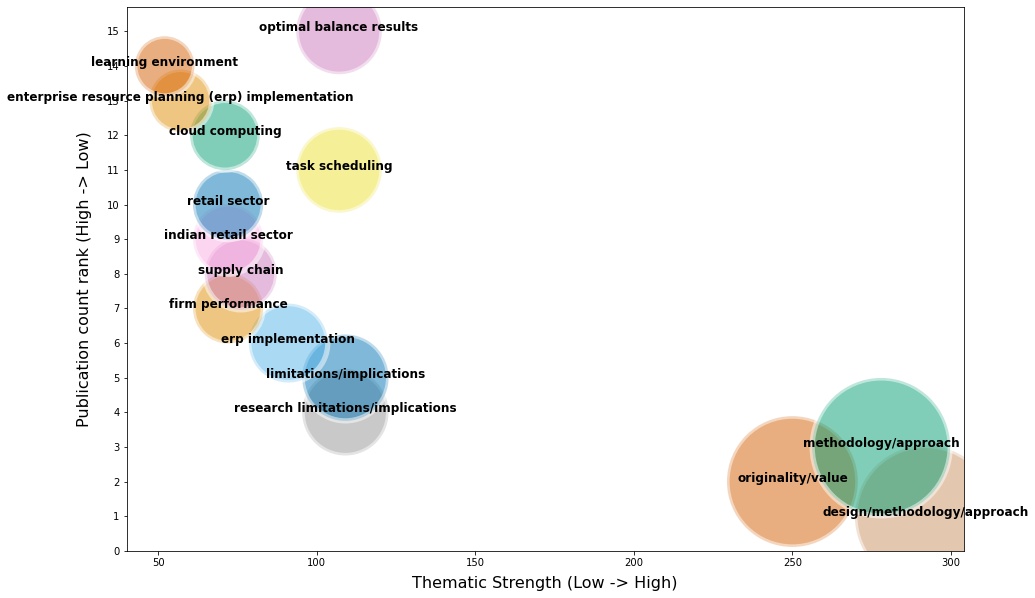 optimal balance results
15
learning environment
14
enterprise resource planning (erp) implementation
13
cloud computing
12
task scheduling
11
retail sector
10
indian retail sector
9
supply chain
8
firm performance
7
erp implementation
6
limitations/implications
5
research limitations/implications
4
methodology/approach
3
originality/value
2
design/methodology/approach
1
0
Publication count rank (High -> Low)
50 100 150 200 250 300
Thematic Strength (Low -> High)